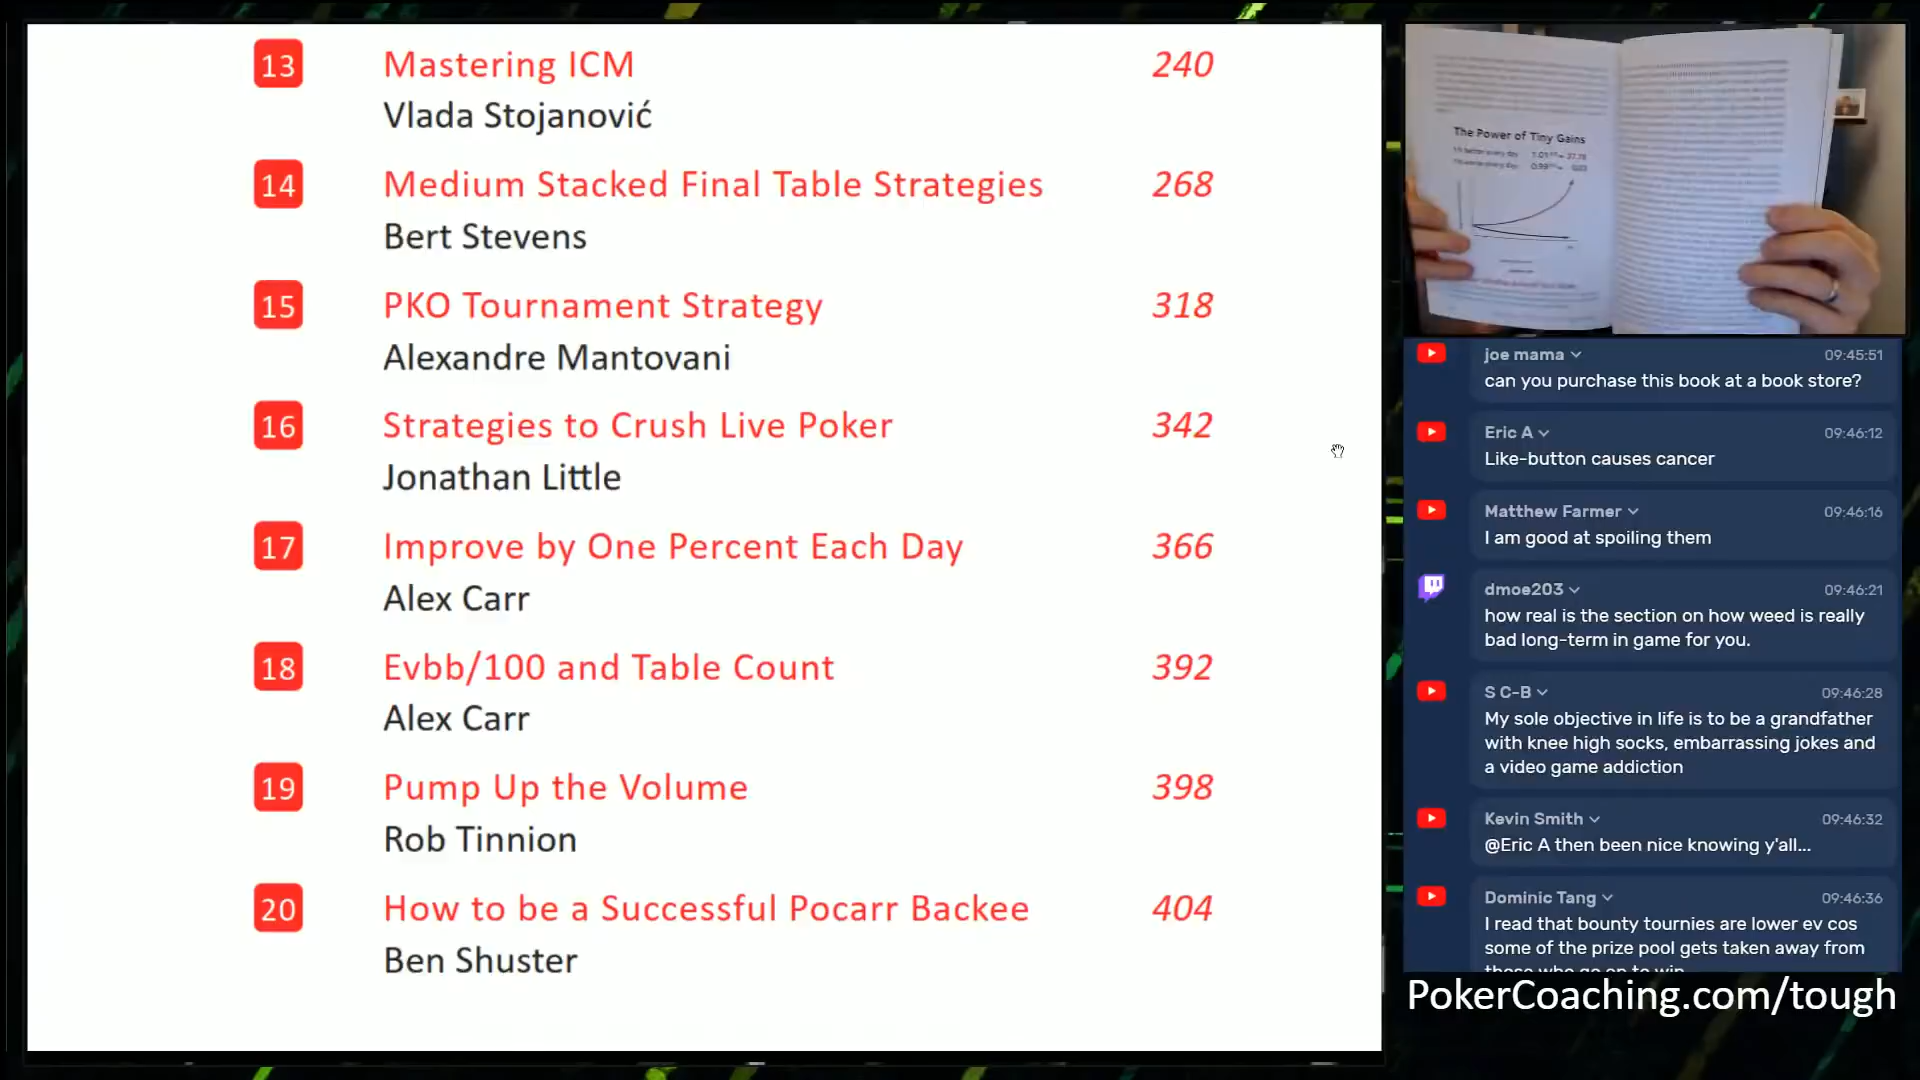 13 Mastering ICM 240
Vlada Stojanović
14 Medium Stacked Final Table Strategies 268
Bert Stevens
15 PKO Tournament Strategy 318
Alexandre Mantovani
16 Strategies to Crush Live Poker 342
Jonathan Little
17 Improve by One Percent Each Day 366
Alex Carr
18 Evbb/100 and Table Count 392
Alex Carr
19 Pump Up the Volume 398
Rob Tinnion
20 How to be a Successful Pocarr Backee 404
Ben Shuster
The Power of Tiny Gains
joe mama 09:45:51
can you purchase this book at a book store?
Eric A 09:46:12
Like-button causes cancer
Matthew Farmer 09:46:16
I am good at spoiling them
dmoe203 09:46:21
how real is the section on how weed is really
bad long-term in game for you.
S C-B 09:46:28
My sole objective in life is to be a grandfather
with knee high socks, embarrassing jokes and
a video game addiction
Kevin Smith 09:46:32
@Eric A then been nice knowing y'all...
Dominic Tang 09:46:36
I read that bounty tournies are lower ev cos
some of the prize pool gets taken away from
those who go on to win
PokerCoaching.com/tough